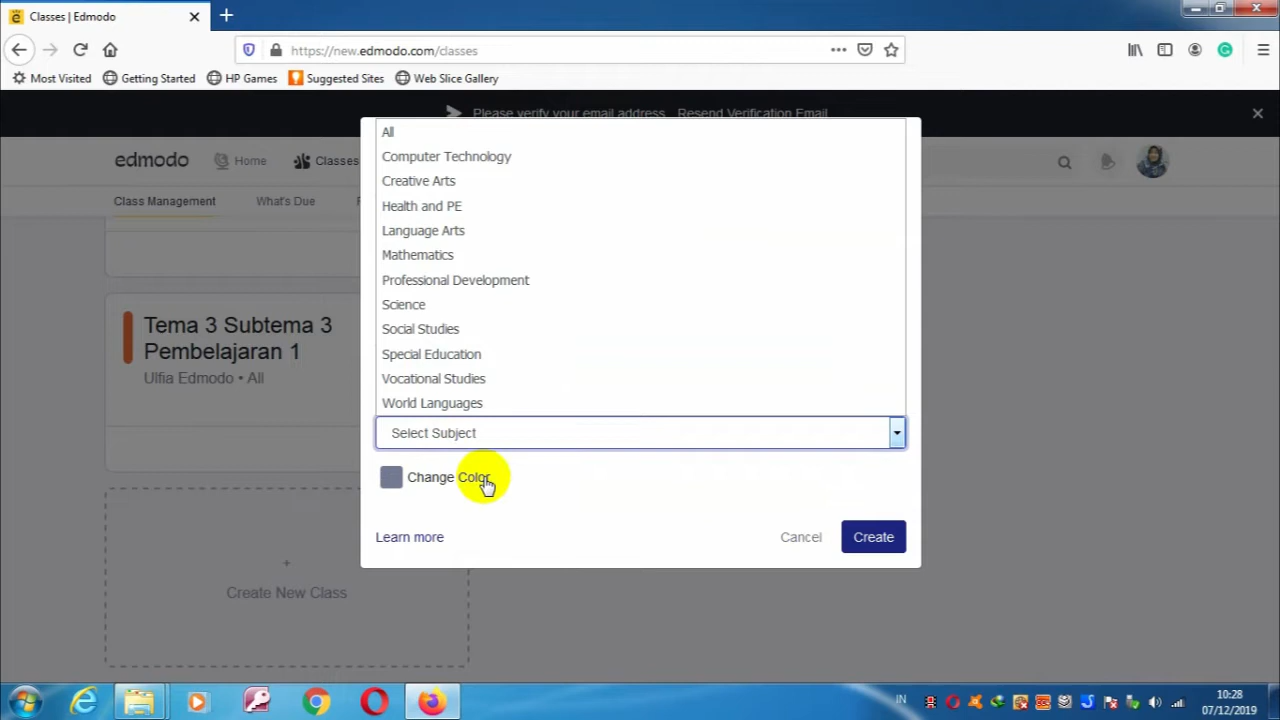 Classes | Edmodo
https://new.edmodo.com/classes
Most Visited
Getting Started
HP Games
Suggested Sites
Web Slice Gallery
Please verify your email address. Resend Verification Email
edmodo
Home
Classes
Class Management
What's Due
Tema 3 Subtema 3
Pembelajaran 1
Ulfia Edmodo • All
+
Create New Class
All
Computer Technology
Creative Arts
Health and PE
Language Arts
Mathematics
Professional Development
Science
Social Studies
Special Education
Vocational Studies
World Languages
Select Subject
Change Color
Learn more
Cancel
Create
IN
10:28
07/12/2019